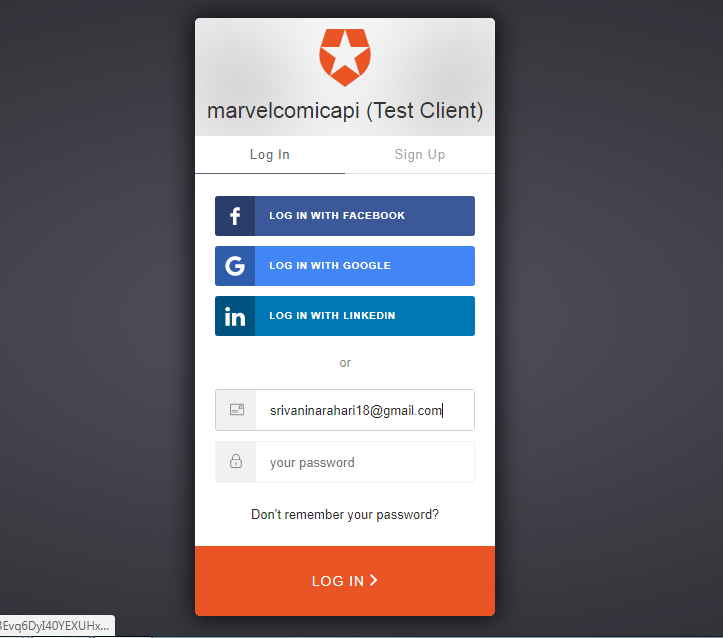 marvelcomicapi (Test Client)
Log In
Sign Up
LOG IN WITH FACEBOOK
LOG IN WITH GOOGLE
LOG IN WITH LINKEDIN
or
srivaninarahari18@gmail.com
your password
Don't remember your password?
LOG IN
3Evq6DyI40YEXUHx...